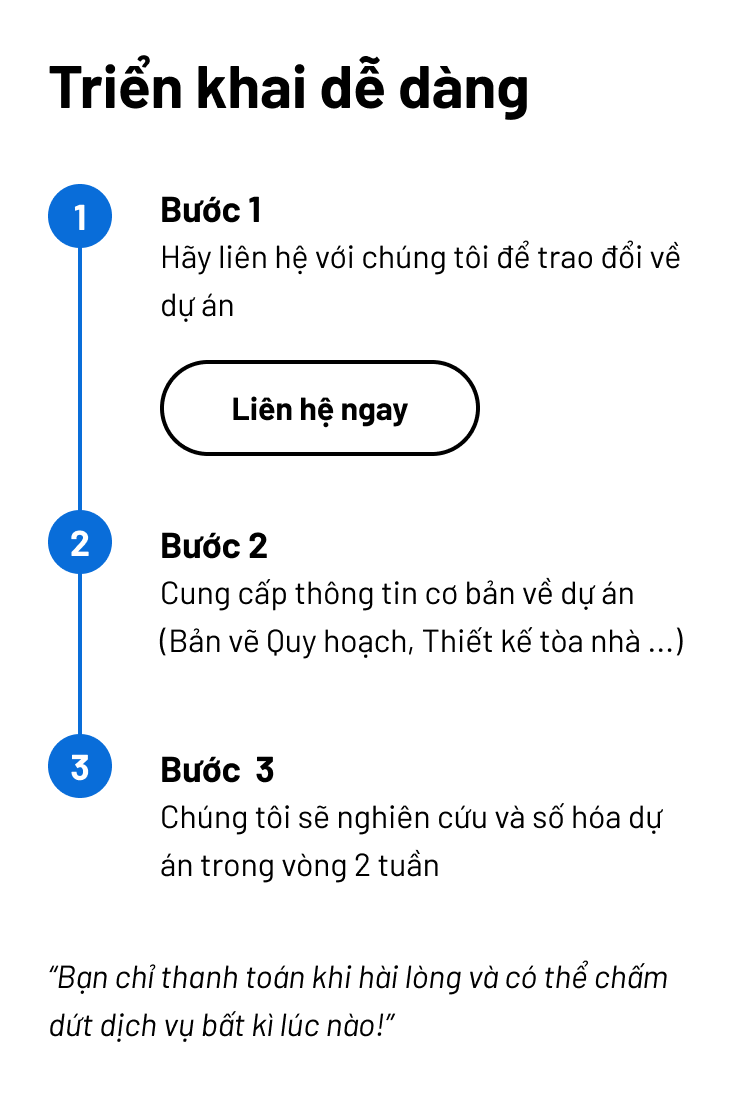 Triển khai dễ dàng
1
Bước 1
Hãy liên hệ với chúng tôi để trao đổi về
dự án
Liên hệ ngay
2
Bước 2
Cung cấp thông tin cơ bản về dự án
(Bản vẽ Quy hoạch, Thiết kế tòa nhà ...)
3
Bước  3
Chúng tôi sẽ nghiên cứu và số hóa dự
án trong vòng 2 tuần
“Bạn chỉ thanh toán khi hài lòng và có thể chấm
dứt dịch vụ bất kì lúc nào!”